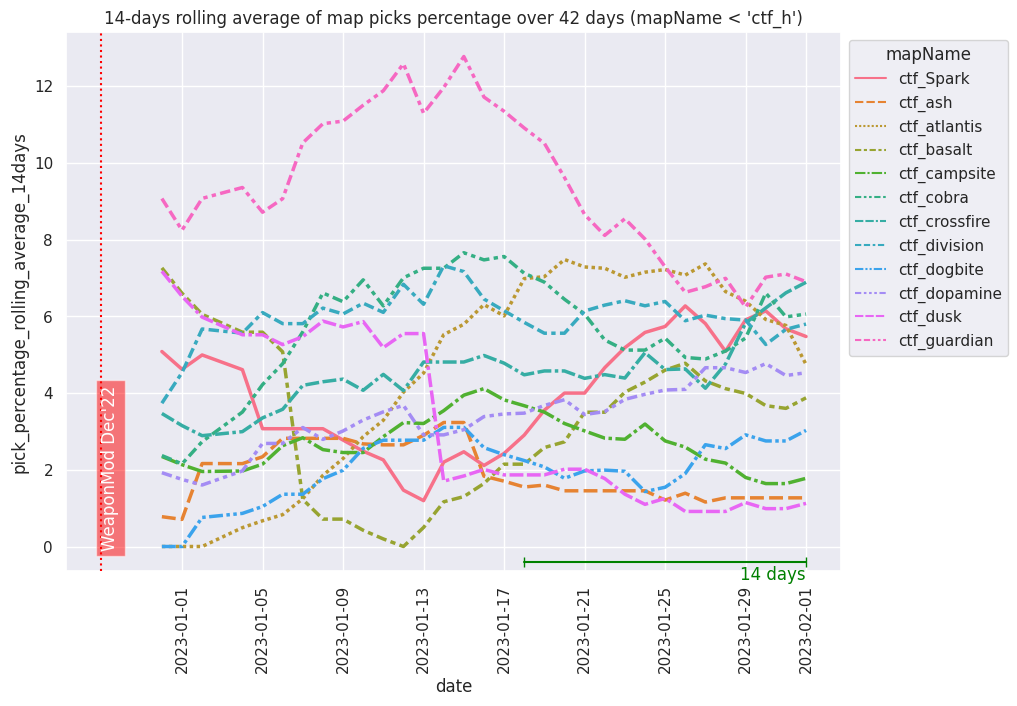 14-days rolling average of map picks percentage over 42 days (mapName < 'ctf_h')
pick_percentage_rolling_average_14days
12
10
8
6
4
2
0
WeaponMod Dec'22
14 days
2023-01-01
2023-01-05
2023-01-09
2023-01-13
2023-01-17
2023-01-21
2023-01-25
2023-01-29
2023-02-01
date
mapName
ctf_Spark
ctf_ash
ctf_atlantis
ctf_basalt
ctf_campsite
ctf_cobra
ctf_crossfire
ctf_division
ctf_dogbite
ctf_dopamine
ctf_dusk
ctf_guardian